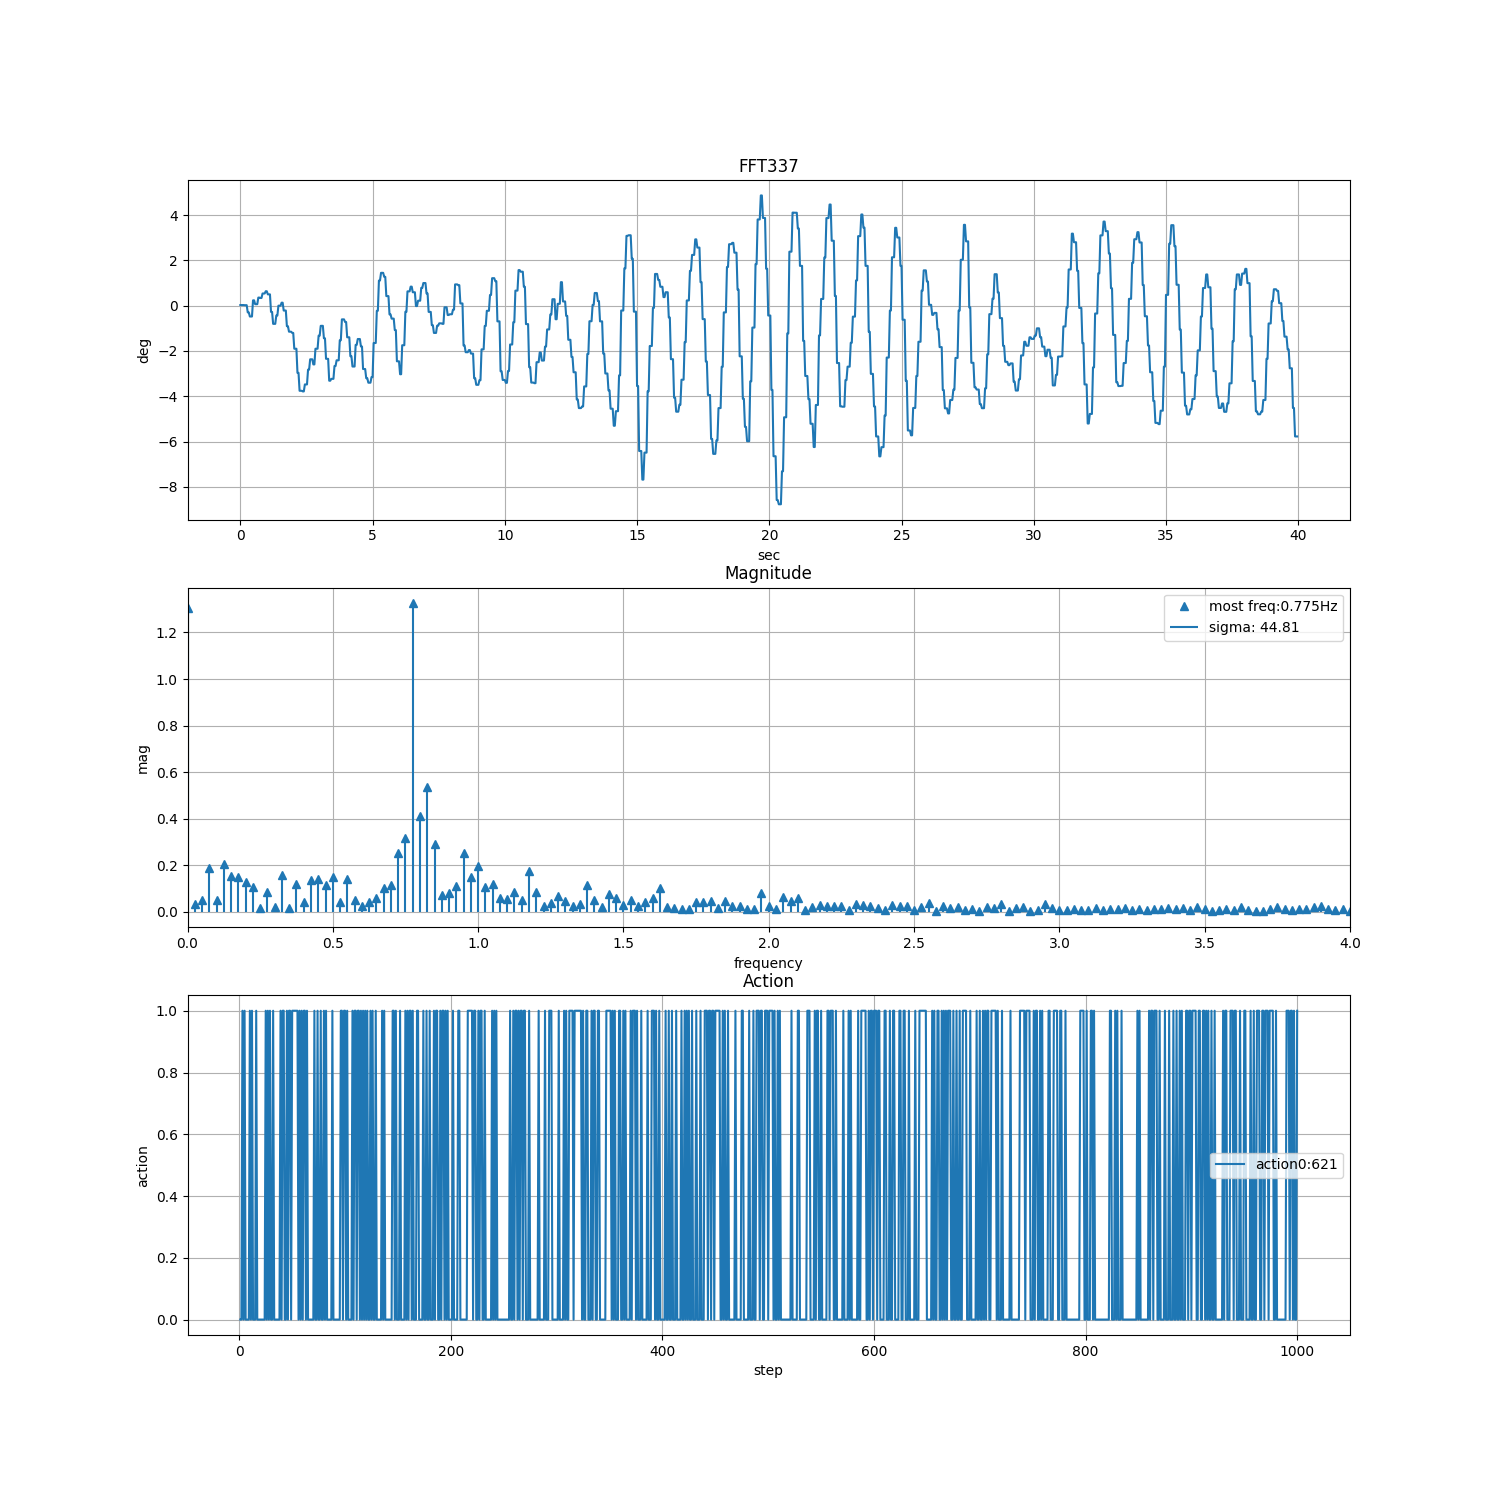 FFT337
4
2
0
−2
−4
−6
−8
deg
0 5 10 15 20 25 30 35 40
sec
Magnitude
most freq:0.775Hz
sigma: 44.81
1.2
1.0
0.8
0.6
0.4
0.2
0.0
mag
0.0 0.5 1.0 1.5 2.0 2.5 3.0 3.5 4.0
frequency
Action
1.0
0.8
0.6
0.4
0.2
0.0
action
action0:621
0 200 400 600 800 1000
step